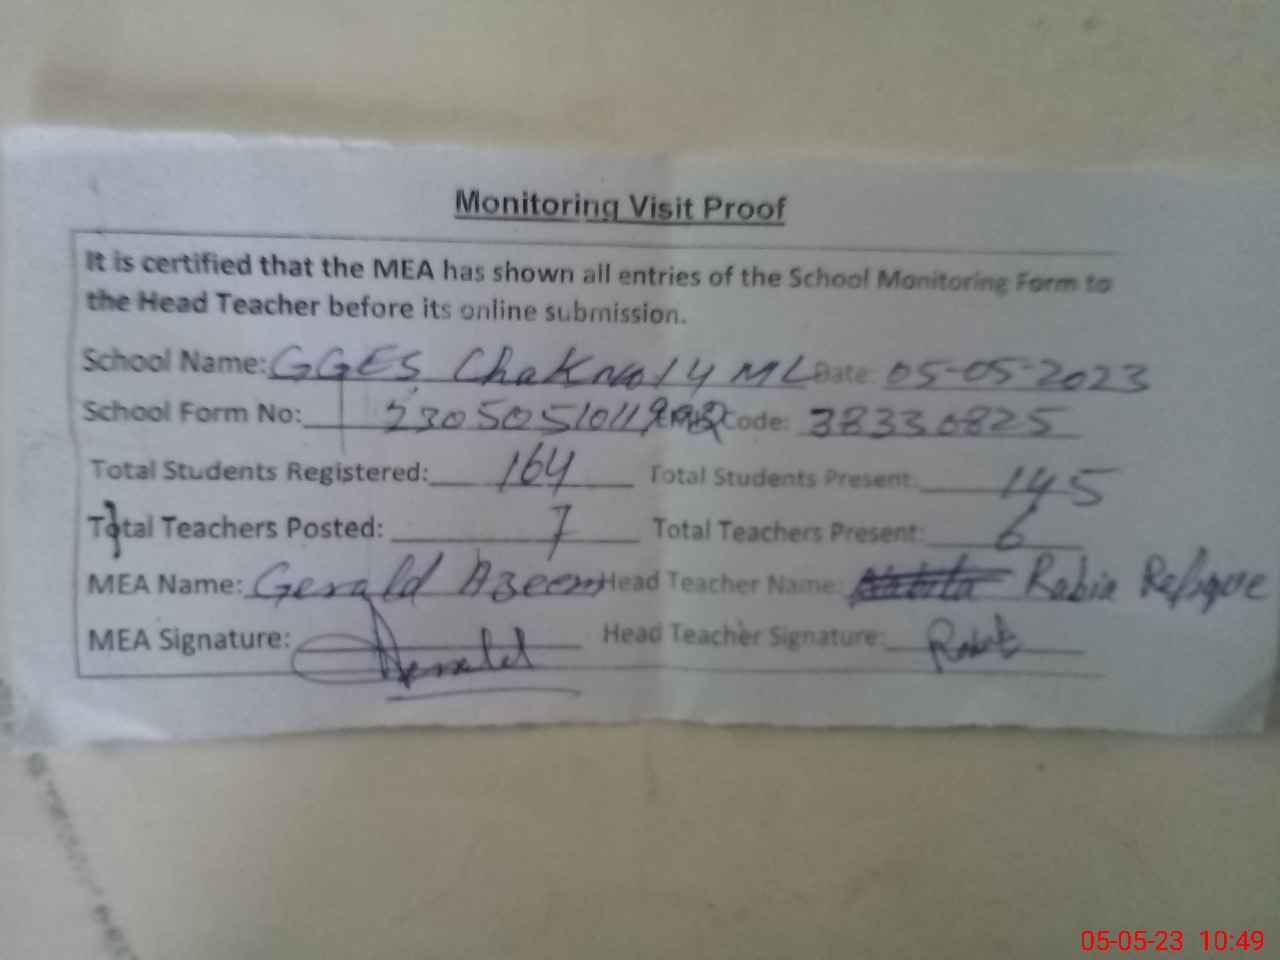 Monitoring Visit Proof
It is certified that the MEA has shown all entries of the School Monitoring Form to
the Head Teacher before its online submission.
School Name: GGES Chak No 14 ML Date: 05-05-2023
School Form No: Code: 38330825
Total Students Registered: 164 Total Students Present: 145
Total Teachers Posted: 7 Total Teachers Present: 6
MEA Name: Gerald Azeem Head Teacher Name: Rabia Refique
MEA Signature: Gerald Head Teacher Signature:
05-05-23 10:49